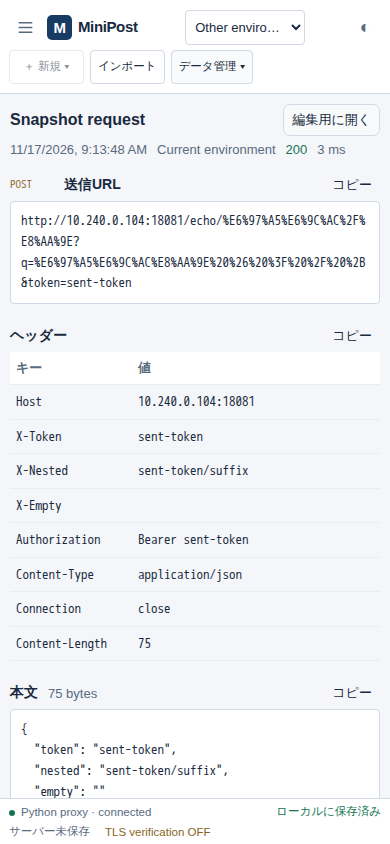 M MiniPost Other enviro…
+ 新規 ▾ インポート データ管理 ▾
Snapshot request 編集用に開く
11/17/2026, 9:13:48 AM Current environment 200 3 ms
POST 送信URL コピー
http://10.240.0.104:18081/echo/%E6%97%A5%E6%9C%AC%2F%
E8%AA%9E?
q=%E6%97%A5%E6%9C%AC%E8%AA%9E%20%26%20%3F%20%2F%20%2B
&token=sent-token
ヘッダー コピー
キー 値
Host 10.240.0.104:18081
X-Token sent-token
X-Nested sent-token/suffix
X-Empty
Authorization Bearer sent-token
Content-Type application/json
Connection close
Content-Length 75
本文 75 bytes コピー
{
"token": "sent-token",
"nested": "sent-token/suffix",
"empty": ""
Python proxy · connected ローカルに保存済み
サーバー未保存 TLS verification OFF